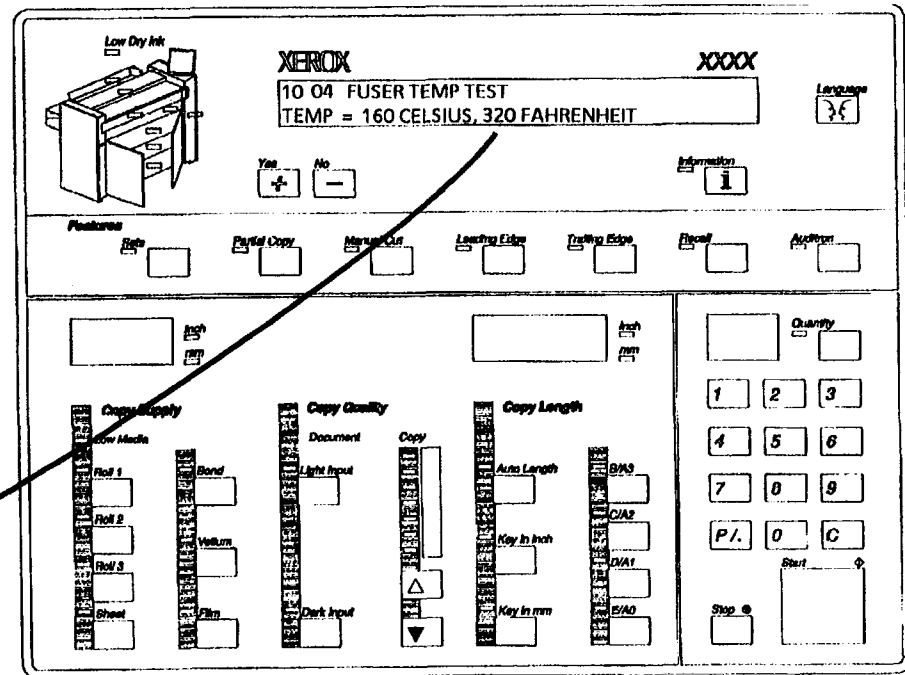 Low Dry Ink
XEROX XXXX
10 04 FUSER TEMP TEST
TEMP = 160 CELSIUS, 320 FAHRENHEIT
Language
Yes No
÷ —
Information
i
Features
Sets Partial Copy Manual Cut Leading Edge Trailing Edge Recall Auditron
Inch
mm
Inch
mm
Quantity
Copy Supply
Low Media
Roll 1
Roll 2
Roll 3
Sheet
Bond
Vellum
Film
Copy Quality
Document Copy
Light Input
Dark Input
Copy Length
Auto Length
Key In Inch
Key In mm
B/A3
C/A2
D/A1
E/A0
1 2 3
4 5 6
7 8 9
P/. 0 C
Start
Stop